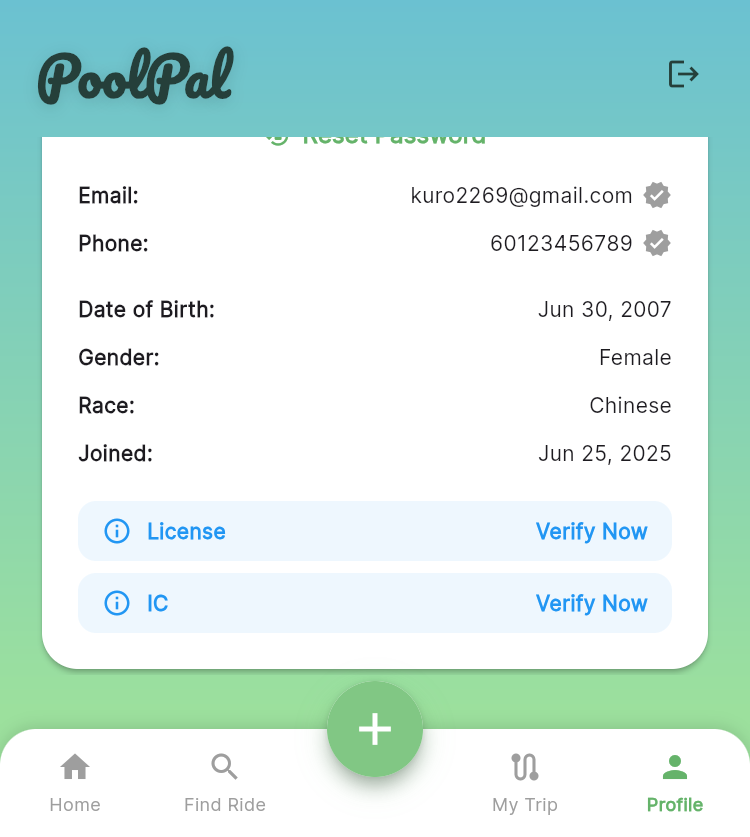 PoolPal
Reset Password
Email: kuro2269@gmail.com
Phone: 60123456789
Date of Birth: Jun 30, 2007
Gender: Female
Race: Chinese
Joined: Jun 25, 2025
License Verify Now
IC Verify Now
Home Find Ride My Trip Profile